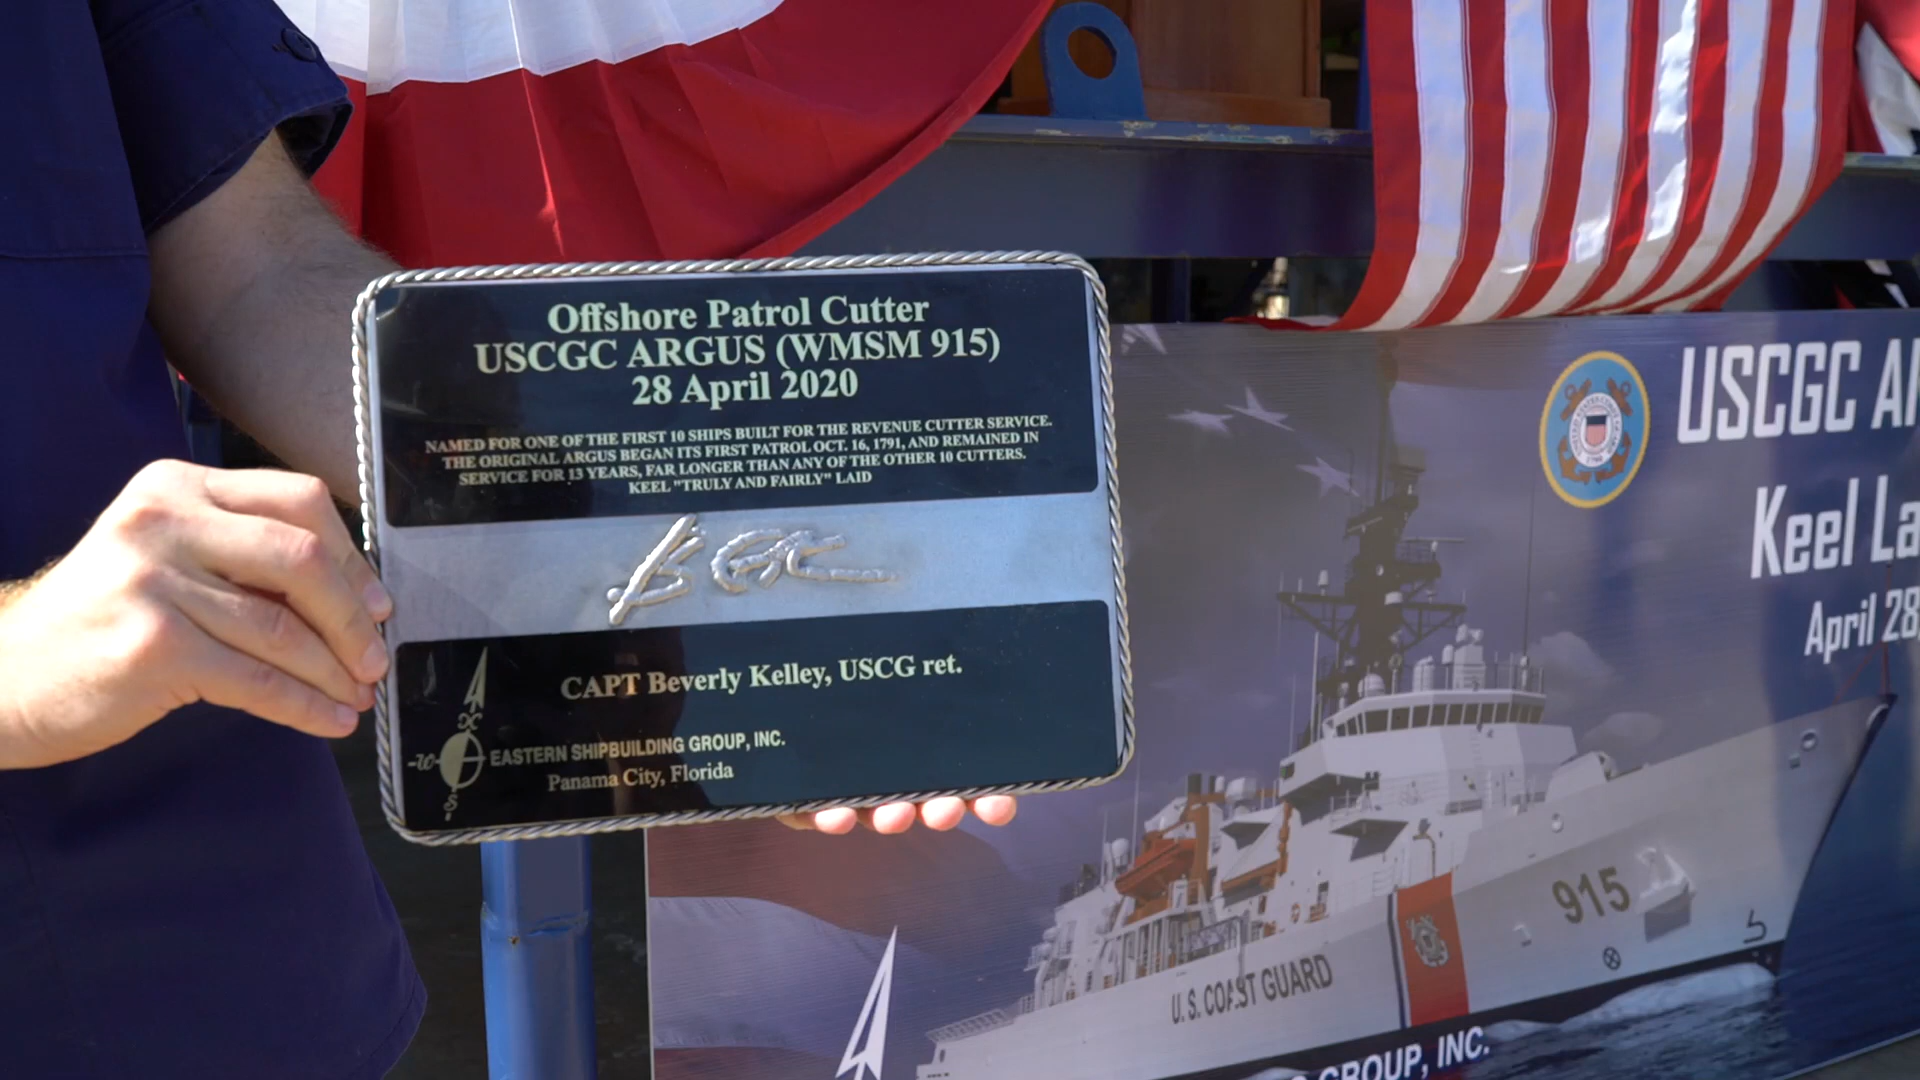 Offshore Patrol Cutter
USCGC ARGUS (WMSM 915)
28 April 2020
NAMED FOR ONE OF THE FIRST 10 SHIPS BUILT FOR THE REVENUE CUTTER SERVICE.
THE ORIGINAL ARGUS BEGAN ITS FIRST PATROL OCT. 16, 1791, AND REMAINED IN
SERVICE FOR 13 YEARS, FAR LONGER THAN ANY OF THE OTHER 10 CUTTERS.
KEEL "TRULY AND FAIRLY" LAID
CAPT Beverly Kelley, USCG ret.
EASTERN SHIPBUILDING GROUP, INC.
Panama City, Florida
USCGC
Keel La
April 28
915
U.S. COAST GUARD
GROUP, INC.